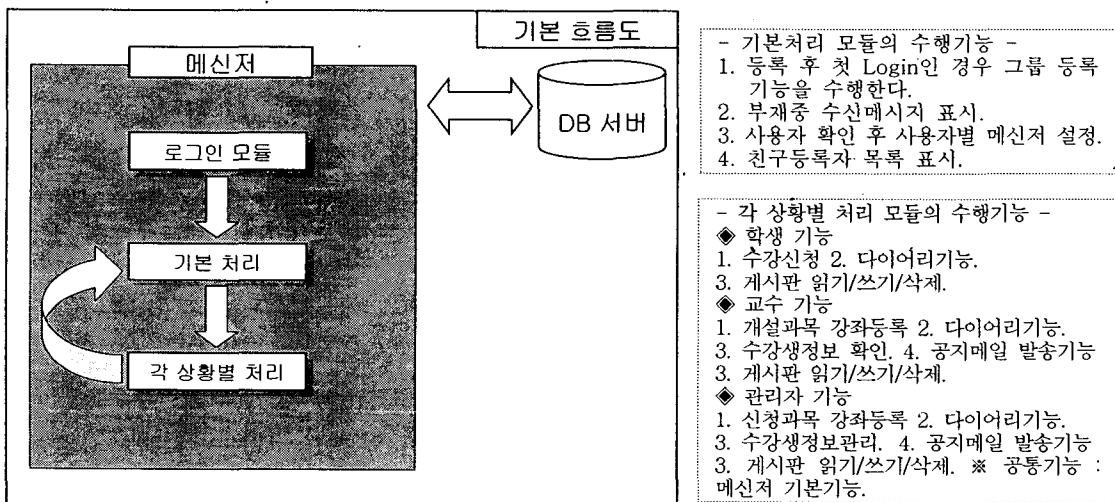 기본 흐름도
메신저
DB 서버
로그인 모듈
기본 처리
각 상황별 처리
- 기본처리 모듈의 수행기능 -
1. 등록 후 첫 Login인 경우 그룹 등록
기능을 수행한다.
2. 부재중 수신메시지 표시.
3. 사용자 확인 후 사용자별 메신저 설정.
4. 친구등록자 목록 표시.
- 각 상황별 처리 모듈의 수행기능 -
◈ 학생 기능
1. 수강신청 2. 다이어리기능.
3. 게시판 읽기/쓰기/삭제.
◈ 교수 기능
1. 개설과목 강좌등록 2. 다이어리기능.
3. 수강생정보 확인. 4. 공지메일 발송기능
3. 게시판 읽기/쓰기/삭제.
◈ 관리자 기능
1. 신청과목 강좌등록 2. 다이어리기능.
3. 수강생정보관리. 4. 공지메일 발송기능
3. 게시판 읽기/쓰기/삭제. ※ 공통기능 :
메신저 기본기능.